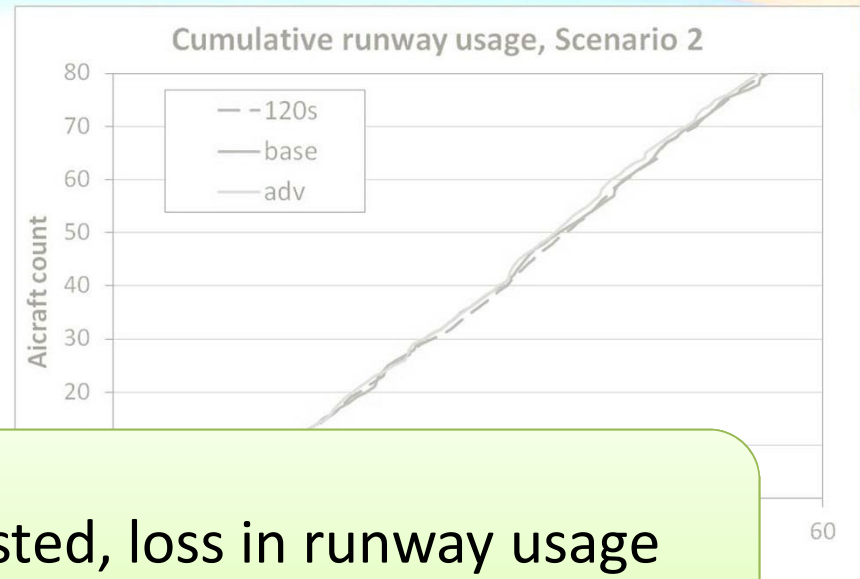 Cumulative runway usage, Scenario 2
80
70
60
50
40
30
20
Aicraft count
120s
base
adv
60
loss in runway usage